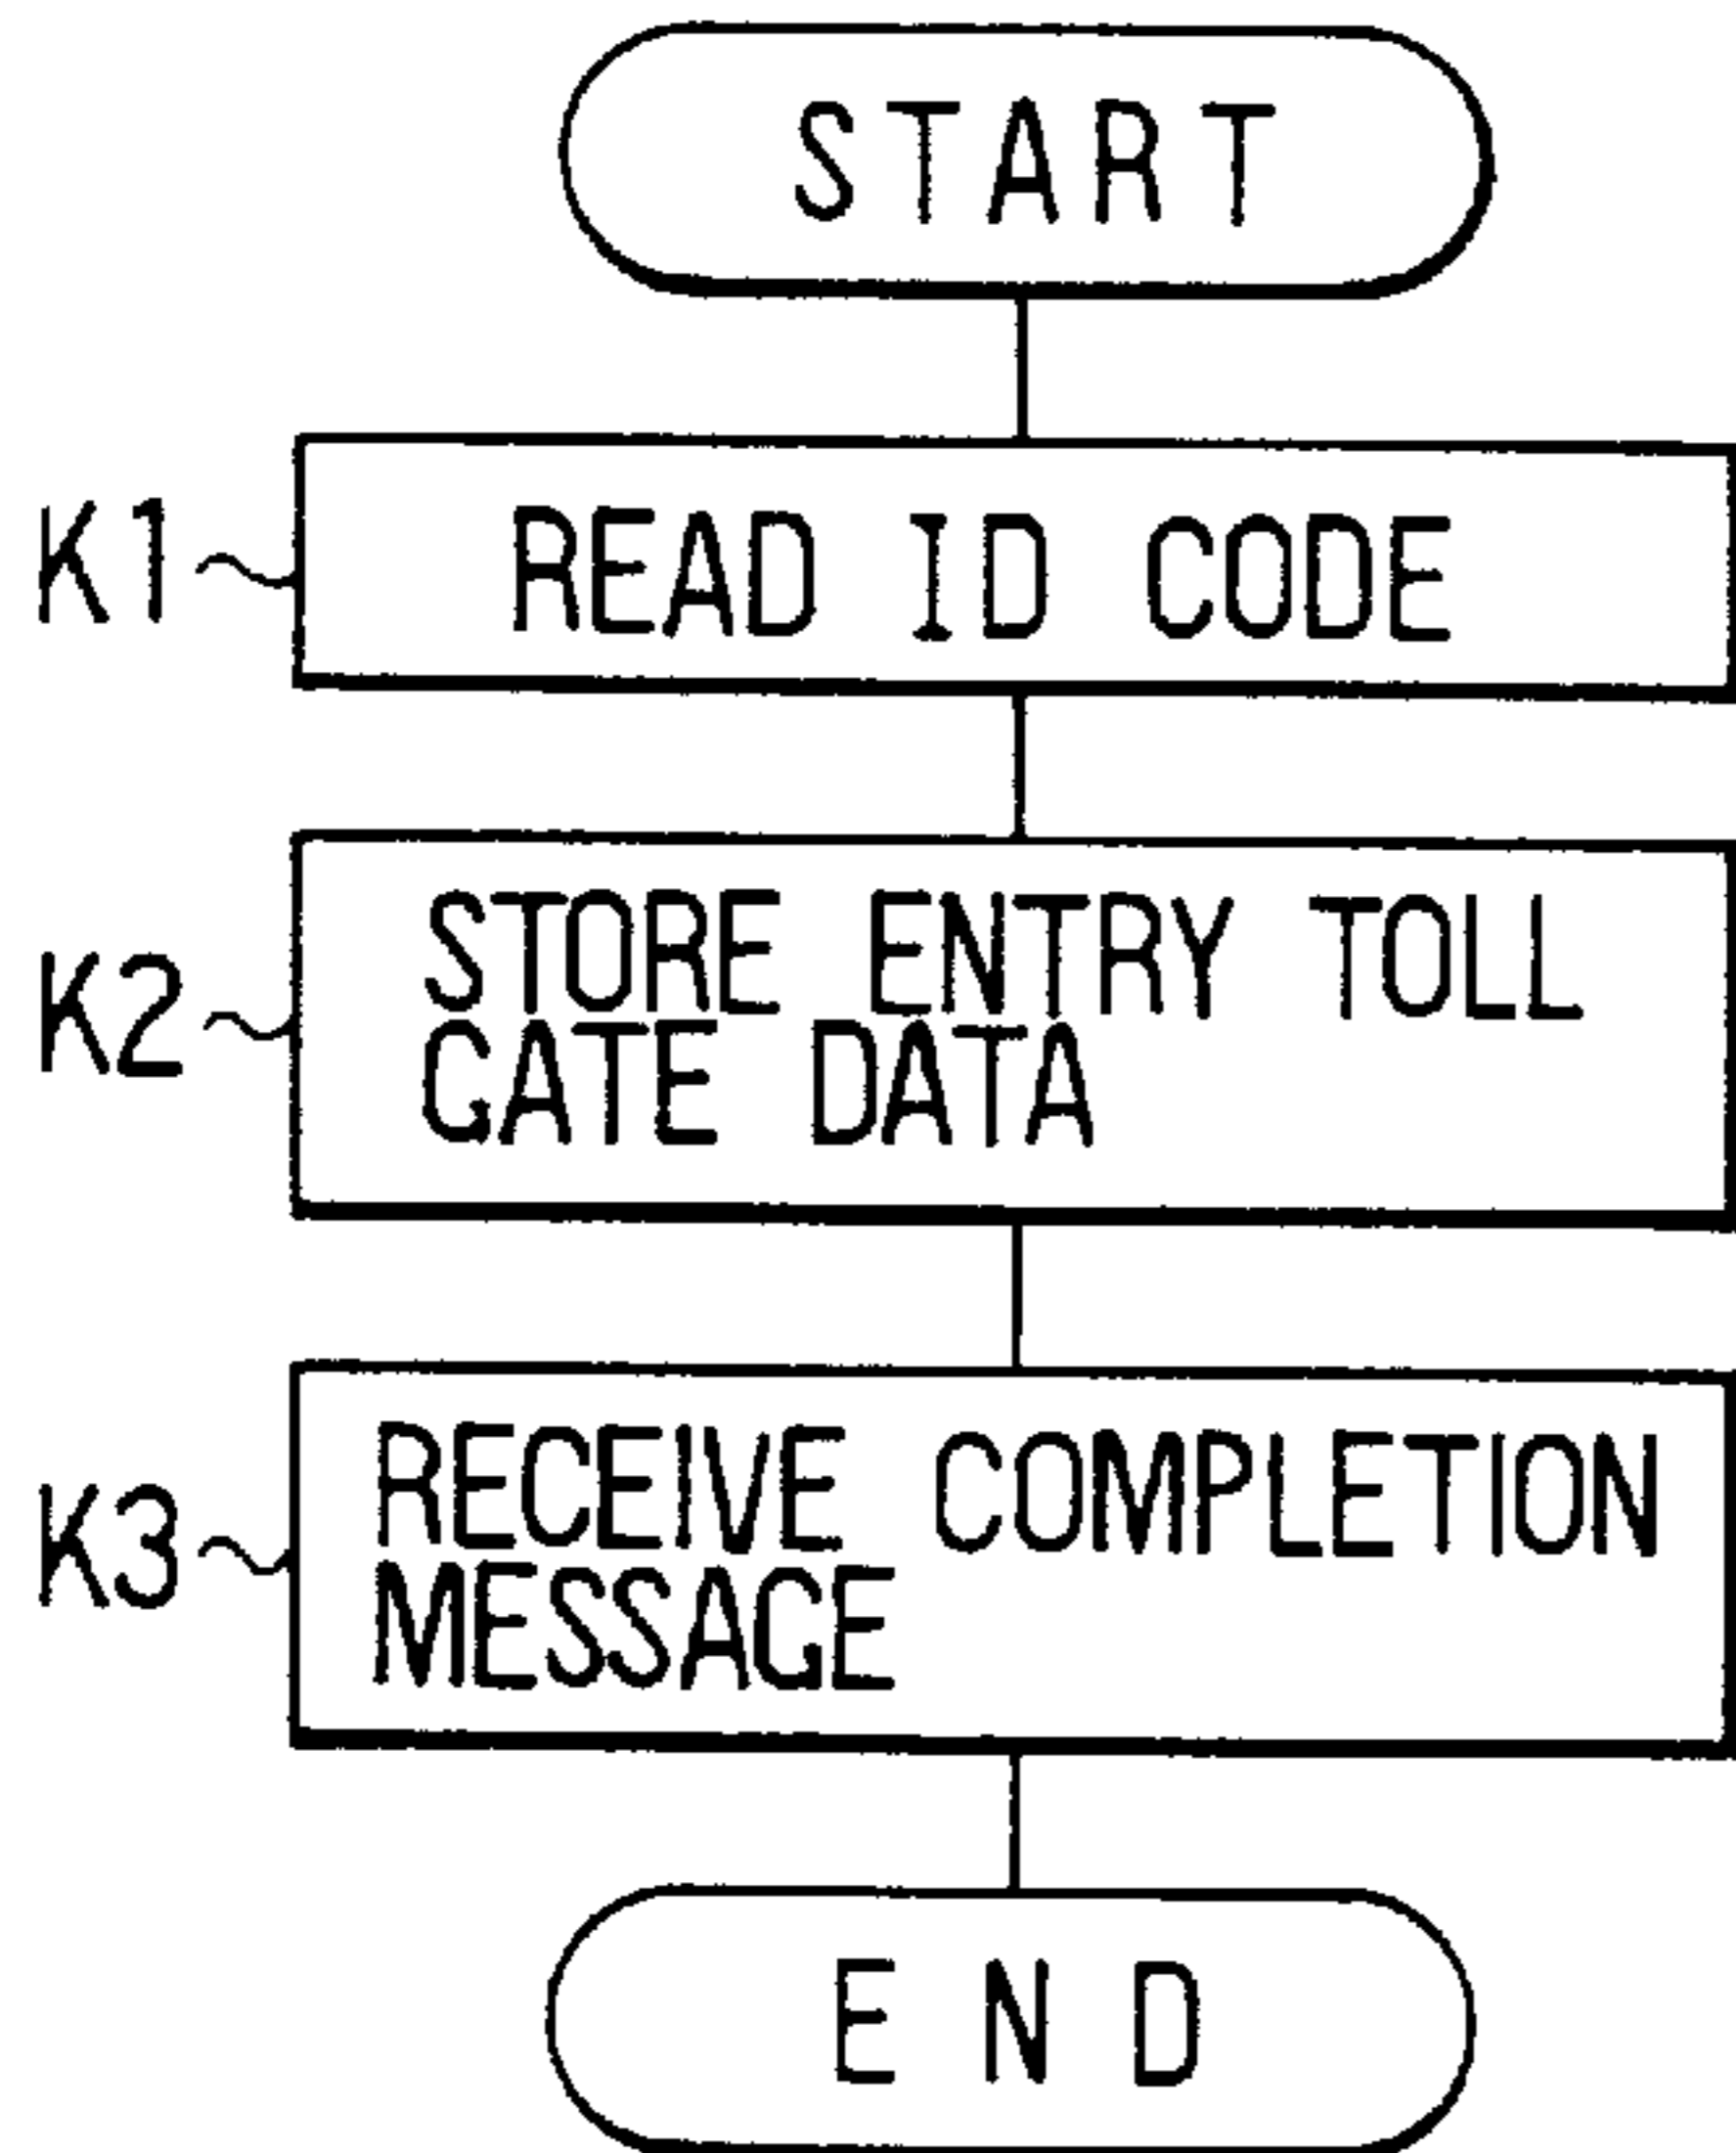 START
K1
READ ID CODE
K2
STORE ENTRY TOLL
GATE DATA
K3
RECEIVE COMPLETION
MESSAGE
END